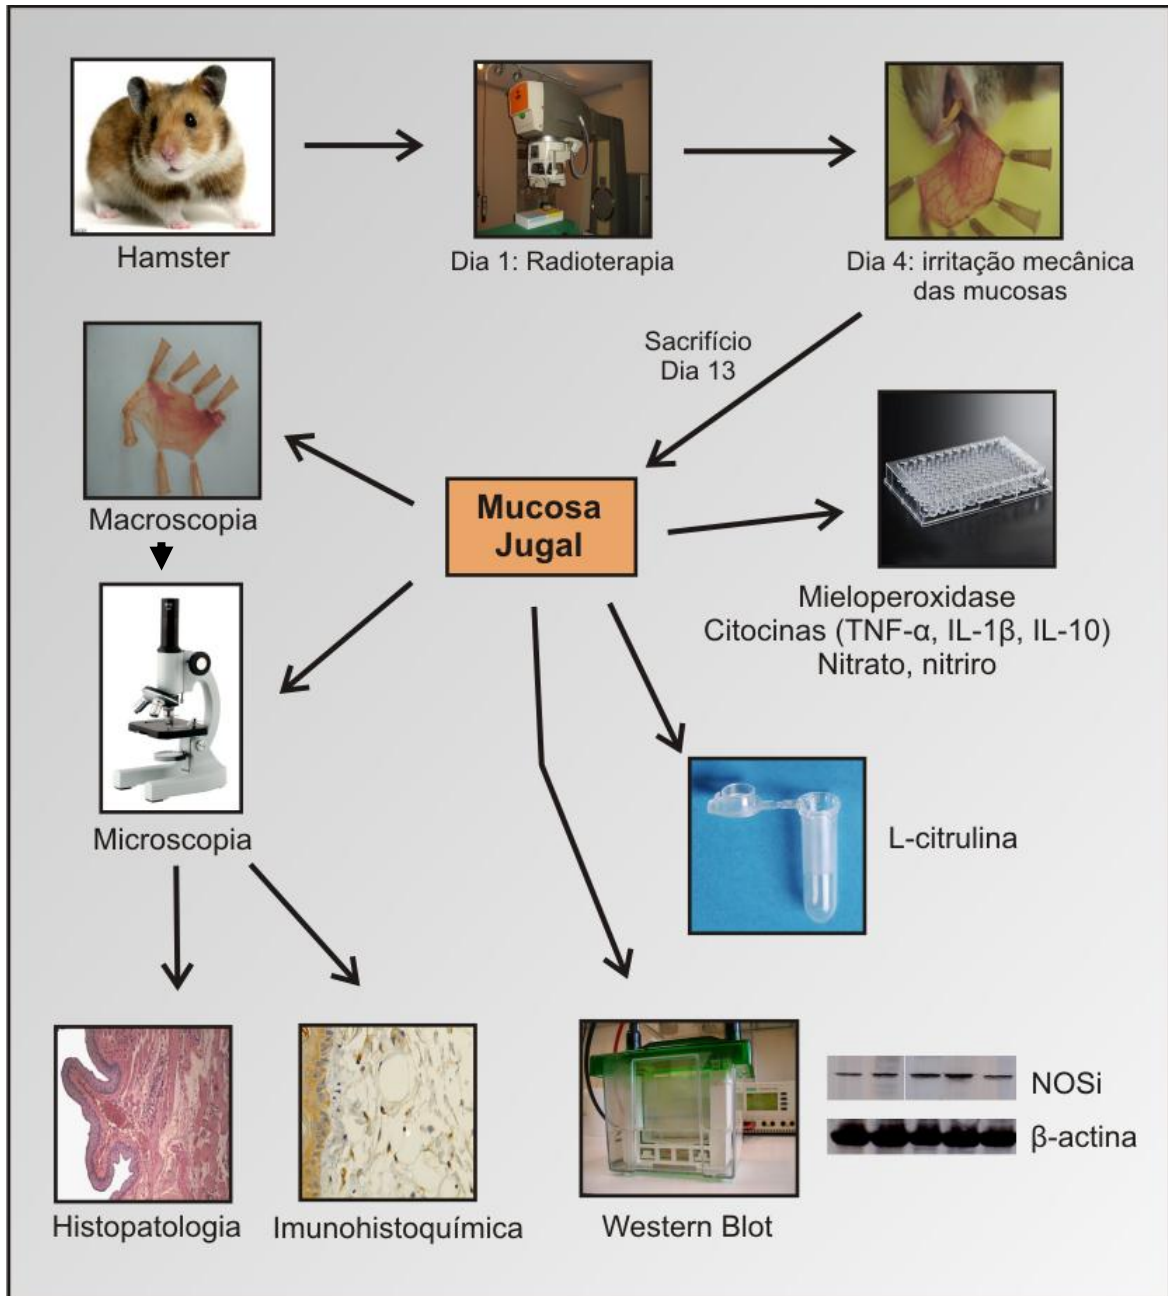 Hamster
Dia 1: Radioterapia
Dia 4: irritação mecânica
das mucosas
Sacrifício
Dia 13
Mucosa
Jugal
Macroscopia
Mieloperoxidase
Citocinas (TNF-α, IL-1β, IL-10)
Nitrato, nitriro
Microscopia
L-citrulina
NOSi
β-actina
Histopatologia
Imunohistoquímica
Western Blot